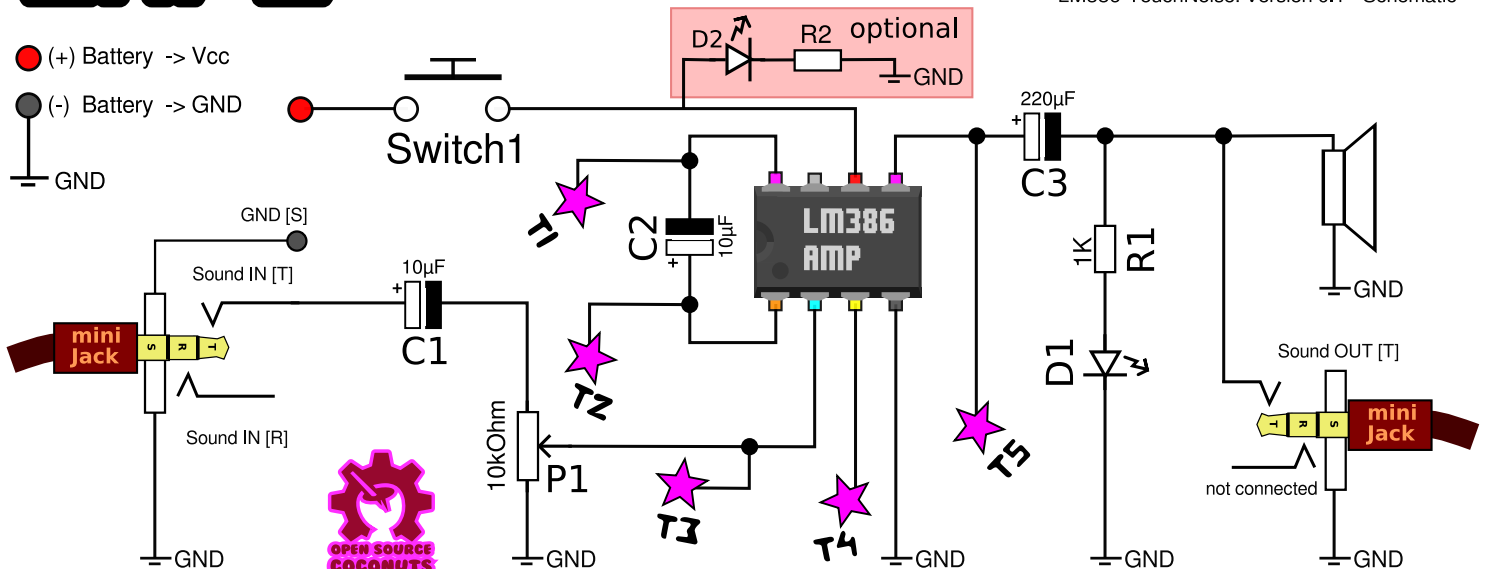 (+) Battery -> Vcc
(-) Battery -> GND
GND
Switch1
D2
R2
optional
GND
220µF
+
C3
T1
C2
10µF
+
LM386
AMP
1K
R1
GND
GND [S]
Sound IN [T]
10µF
+
C1
mini
Jack
S
R
T
Sound IN [R]
GND
T2
10kOhm
P1
GND
T3
T4
GND
T5
D1
GND
Sound OUT [T]
T
R
S
mini
Jack
not connected
GND
OPEN SOURCE
COCONUTS